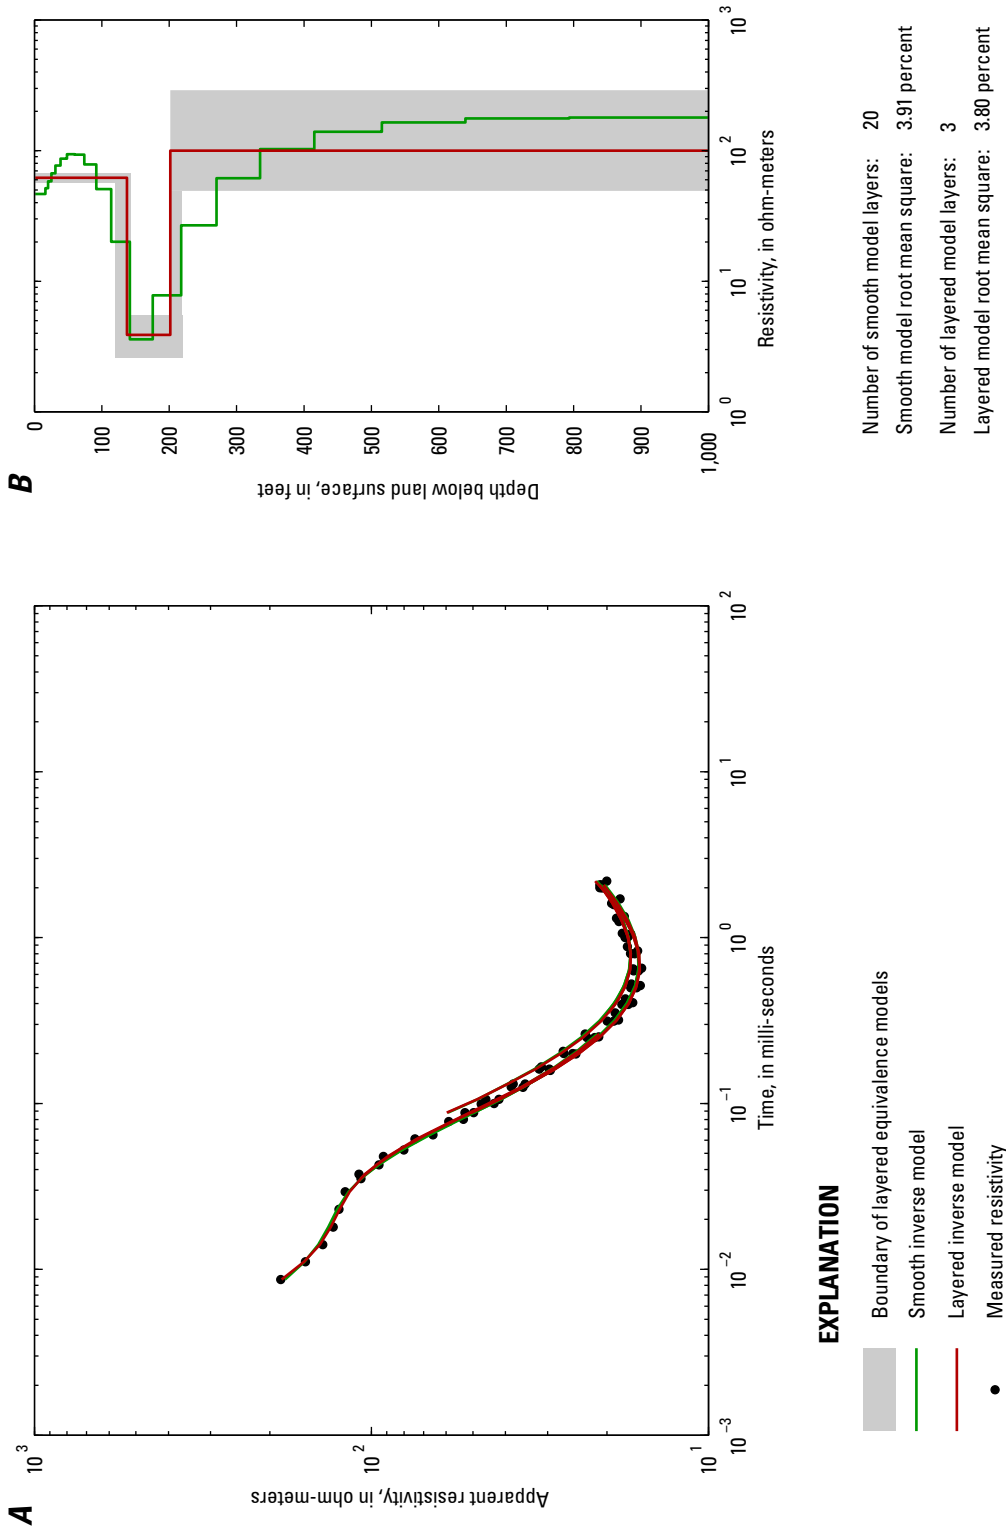 A
10 3
10 2
10 1
Apparent resistivity, in ohm-meters
10 −3
10 −2
10 −1
10 0
10 1
10 2
Time, in milli-seconds
B
0
100
200
300
400
500
600
700
800
900
1,000
Depth below land surface, in feet
10 0
10 1
10 2
10 3
Resistivity, in ohm-meters
EXPLANATION
Boundary of layered equivalence models
Smooth inverse model
Layered inverse model
Measured resistivity
Number of smooth model layers: 20
Smooth model root mean square: 3.91 percent
Number of layered model layers: 3
Layered model root mean square: 3.80 percent